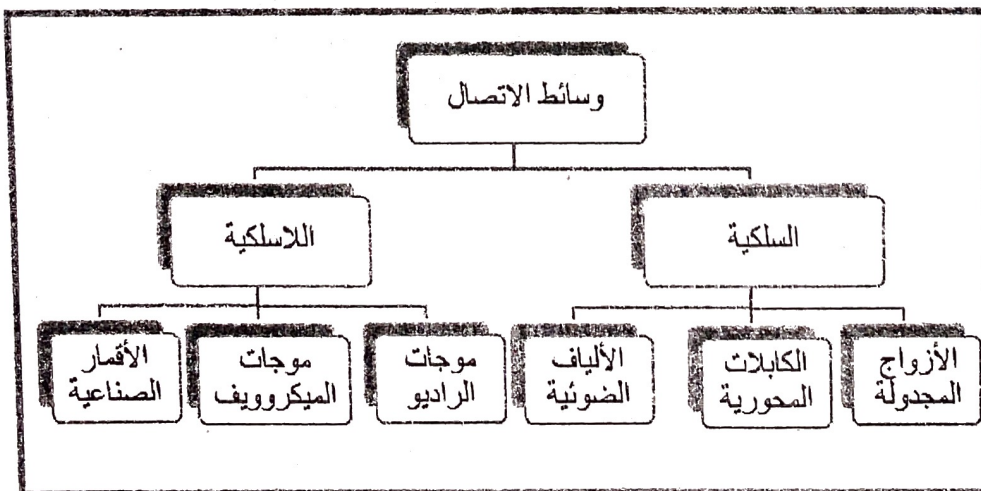 وسائط الاتصال
السلكية
اللاسلكية
الأزواج
المجدولة
الكابلات
المحورية
الألياف
الضوئية
موجات
الراديو
موجات
الميكروويف
الأقمار
الصناعية